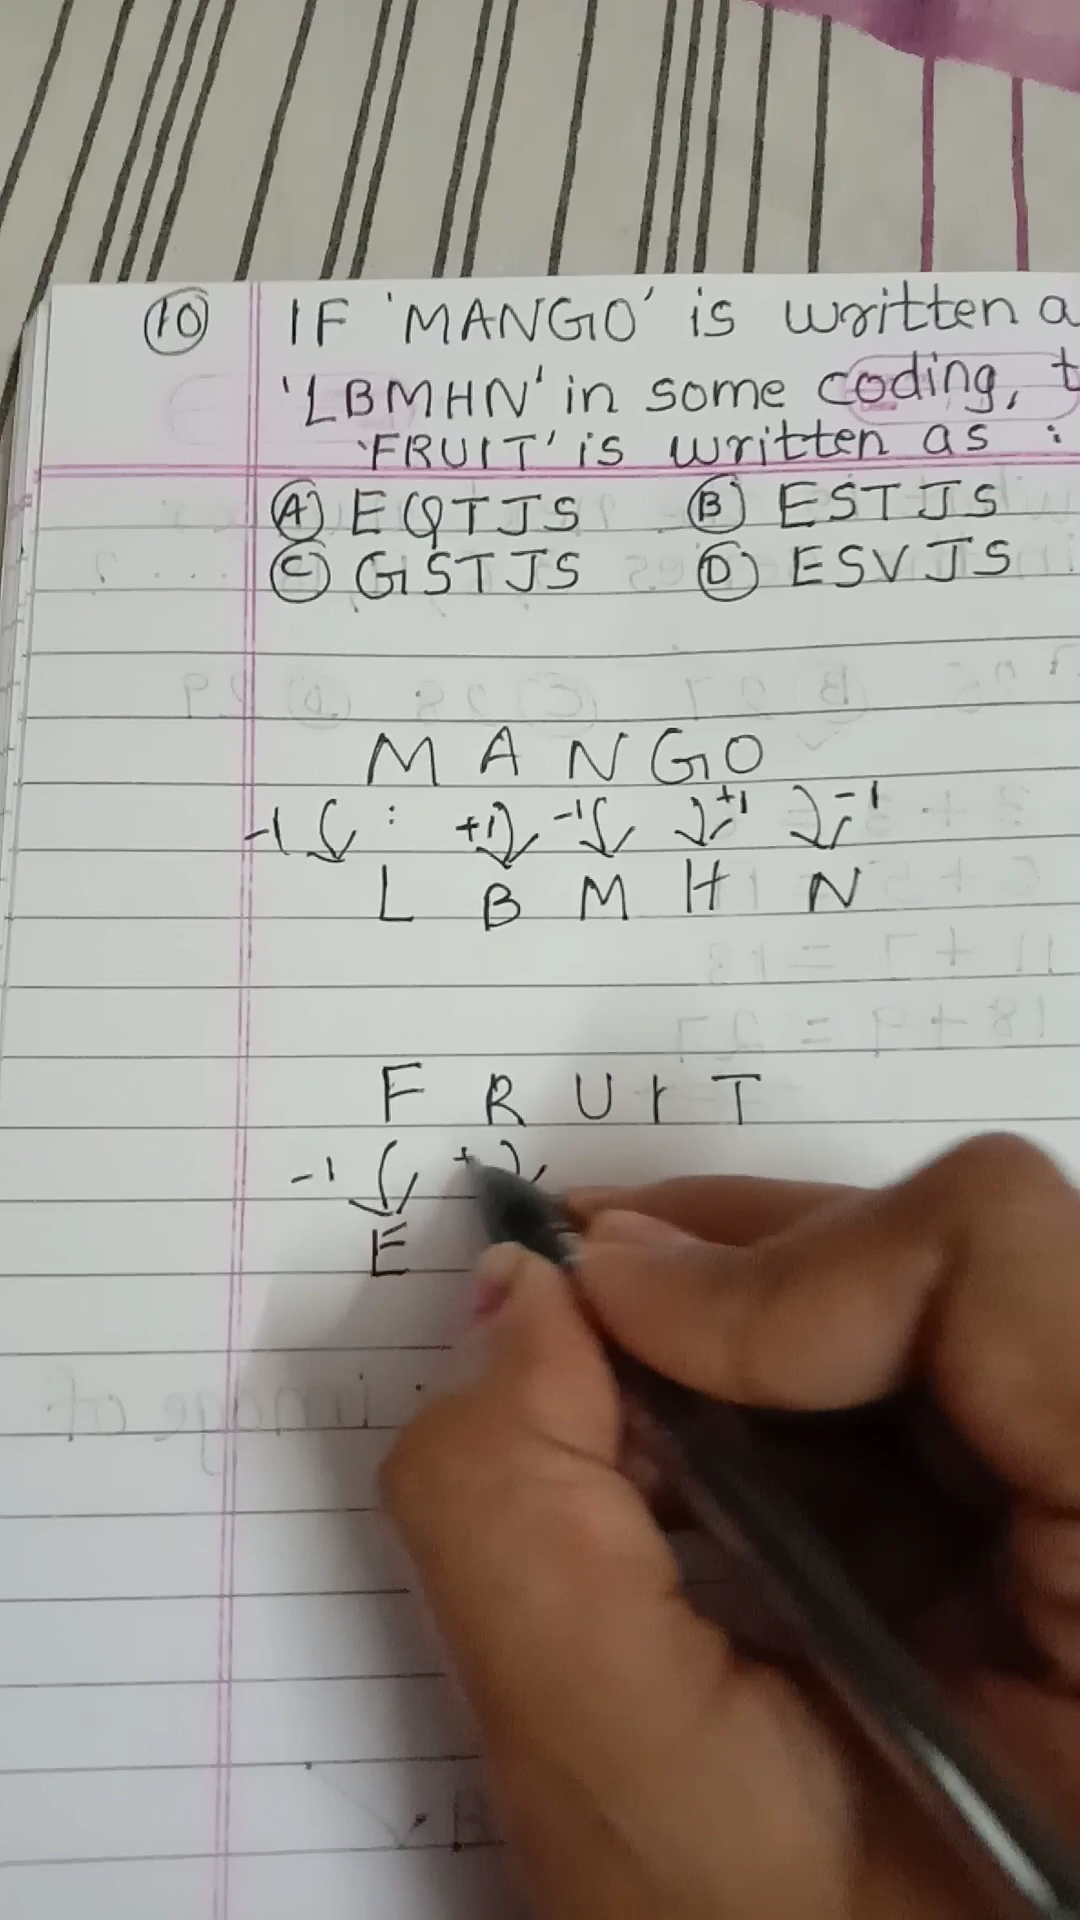 10 IF 'MANGO' is written a
'LBMHN' in some coding, t
'FRUIT' is written as :
A EQTJS B ESTJS
C GSTJS D ESVJS
M A N G O
-1 +1 -1 +1 -1
L B M H N
F R U I T
-1 +
E